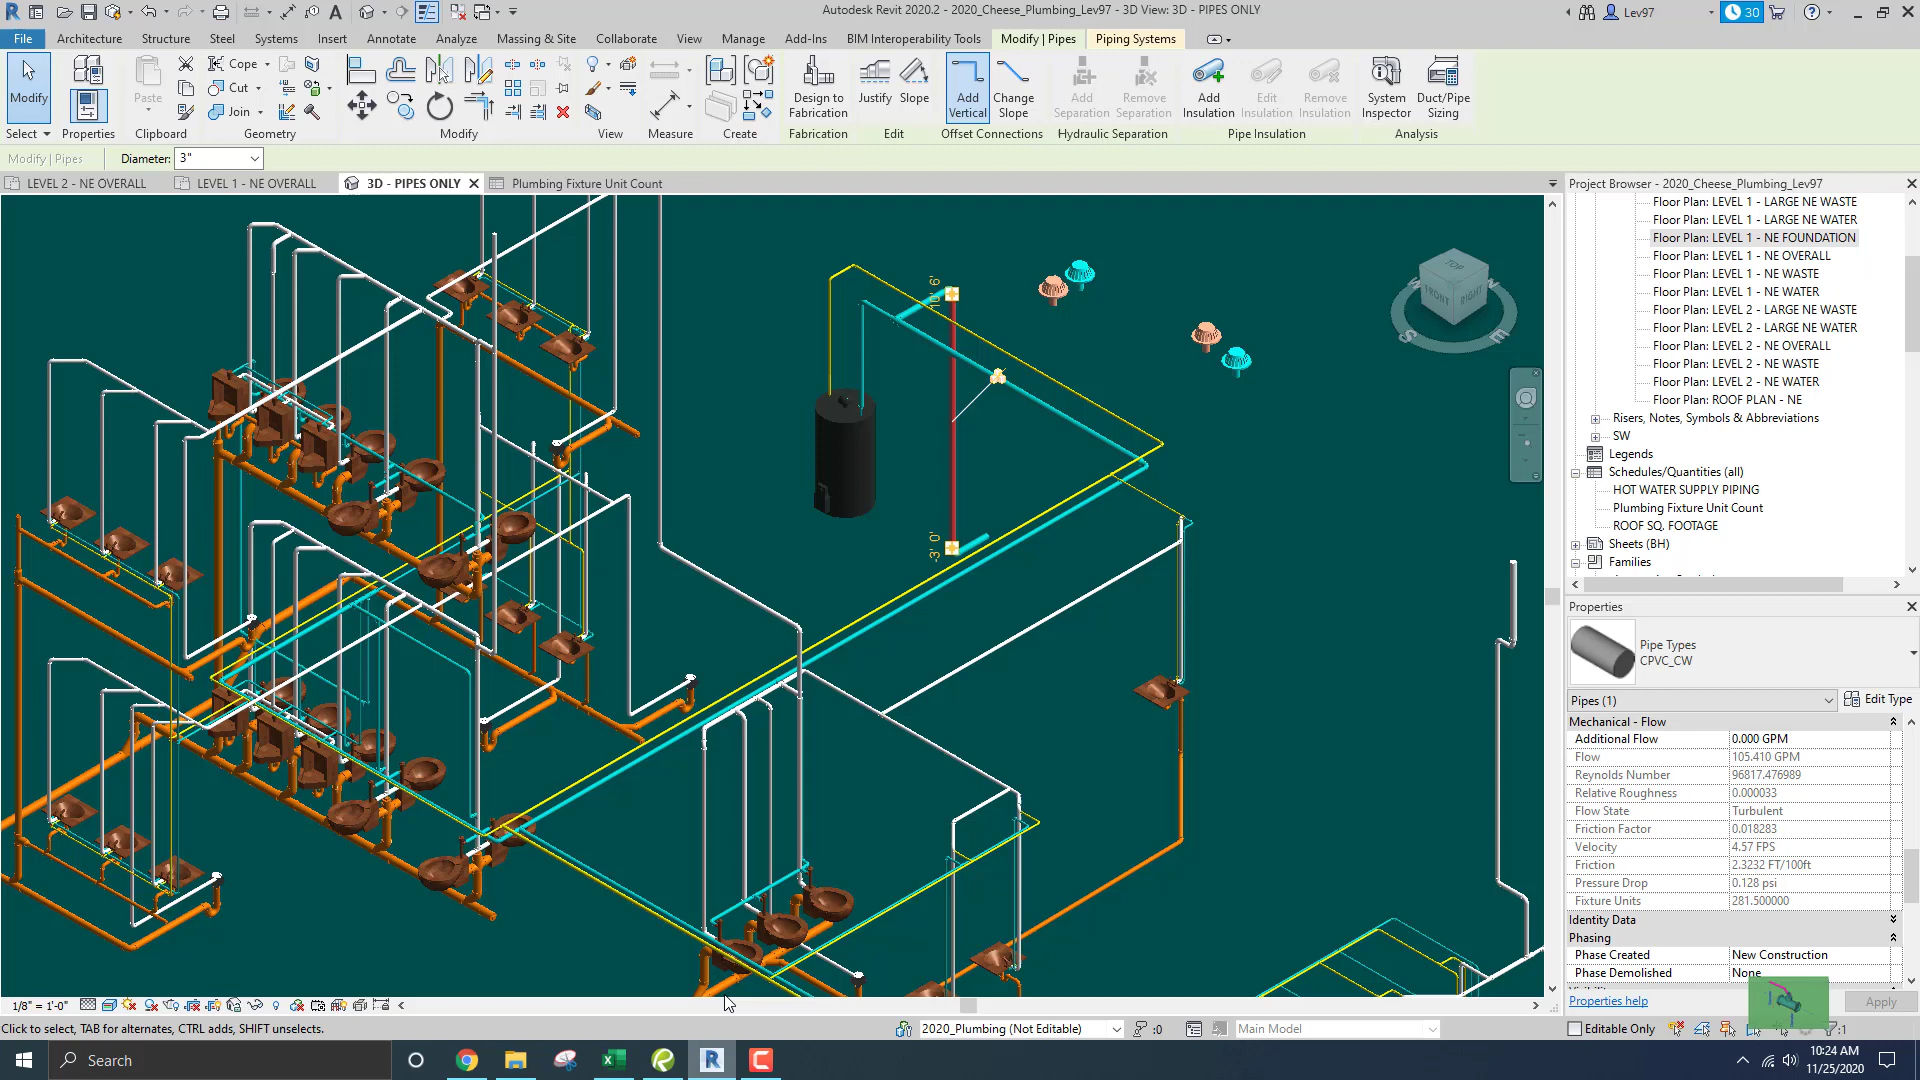 Autodesk Revit 2020.2 - 2020_Cheese_Plumbing_Lev97 - 3D View: 3D - PIPES ONLY
Lev97
30
File Architecture Structure Steel Systems Insert Annotate Analyze Massing & Site Collaborate View Manage Add-Ins BIM Interoperability Tools Modify | Pipes Piping Systems
Modify
Paste
Cope
Cut
Join
Design to Fabrication
Justify
Slope
Add Vertical
Change Slope
Add Separation
Remove Separation
Add Insulation
Edit Insulation
Remove Insulation
System Inspector
Duct/Pipe Sizing
Select Properties Clipboard Geometry Modify View Measure Create Fabrication Edit Offset Connections Hydraulic Separation Pipe Insulation Analysis
Modify | Pipes Diameter: 3"
LEVEL 2 - NE OVERALL LEVEL 1 - NE OVERALL 3D - PIPES ONLY Plumbing Fixture Unit Count
10' 6'
-3' 0'
TOP
FRONT
RIGHT
S
E
Project Browser - 2020_Cheese_Plumbing_Lev97
Floor Plan: LEVEL 1 - LARGE NE WASTE
Floor Plan: LEVEL 1 - LARGE NE WATER
Floor Plan: LEVEL 1 - NE FOUNDATION
Floor Plan: LEVEL 1 - NE OVERALL
Floor Plan: LEVEL 1 - NE WASTE
Floor Plan: LEVEL 1 - NE WATER
Floor Plan: LEVEL 2 - LARGE NE WASTE
Floor Plan: LEVEL 2 - LARGE NE WATER
Floor Plan: LEVEL 2 - NE OVERALL
Floor Plan: LEVEL 2 - NE WASTE
Floor Plan: LEVEL 2 - NE WATER
Floor Plan: ROOF PLAN - NE
Risers, Notes, Symbols & Abbreviations
SW
Legends
Schedules/Quantities (all)
HOT WATER SUPPLY PIPING
Plumbing Fixture Unit Count
ROOF SQ. FOOTAGE
Sheets (BH)
Families
Properties
Pipe Types
CPVC_CW
Pipes (1) Edit Type
Mechanical - Flow
Additional Flow 0.000 GPM
Flow 105.410 GPM
Reynolds Number 96817.476989
Relative Roughness 0.000033
Flow State Turbulent
Friction Factor 0.018283
Velocity 4.57 FPS
Friction 2.3232 FT/100ft
Pressure Drop 0.128 psi
Fixture Units 281.500000
Identity Data
Phasing
Phase Created New Construction
Phase Demolished None
Properties help Apply
1/8" = 1'-0"
Click to select, TAB for alternates, CTRL adds, SHIFT unselects.
2020_Plumbing (Not Editable) :0 Main Model Editable Only :1
Search
10:24 AM
11/25/2020